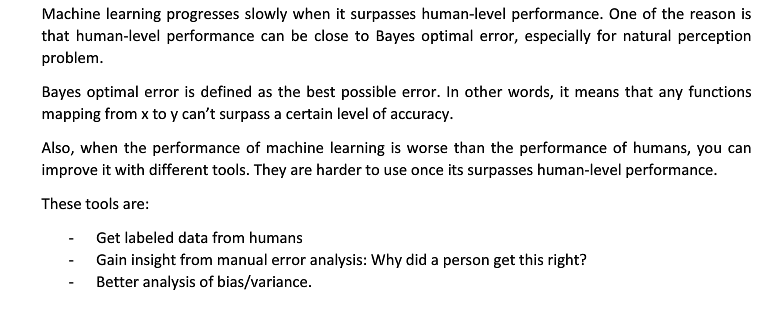 Machine learning progresses slowly when it surpasses human-level performance. One of the reason is
that human-level performance can be close to Bayes optimal error, especially for natural perception
problem.
Bayes optimal error is defined as the best possible error. In other words, it means that any functions
mapping from x to y can't surpass a certain level of accuracy.
Also, when the performance of machine learning is worse than the performance of humans, you can
improve it with different tools. They are harder to use once its surpasses human-level performance.
These tools are:
- Get labeled data from humans
- Gain insight from manual error analysis: Why did a person get this right?
- Better analysis of bias/variance.